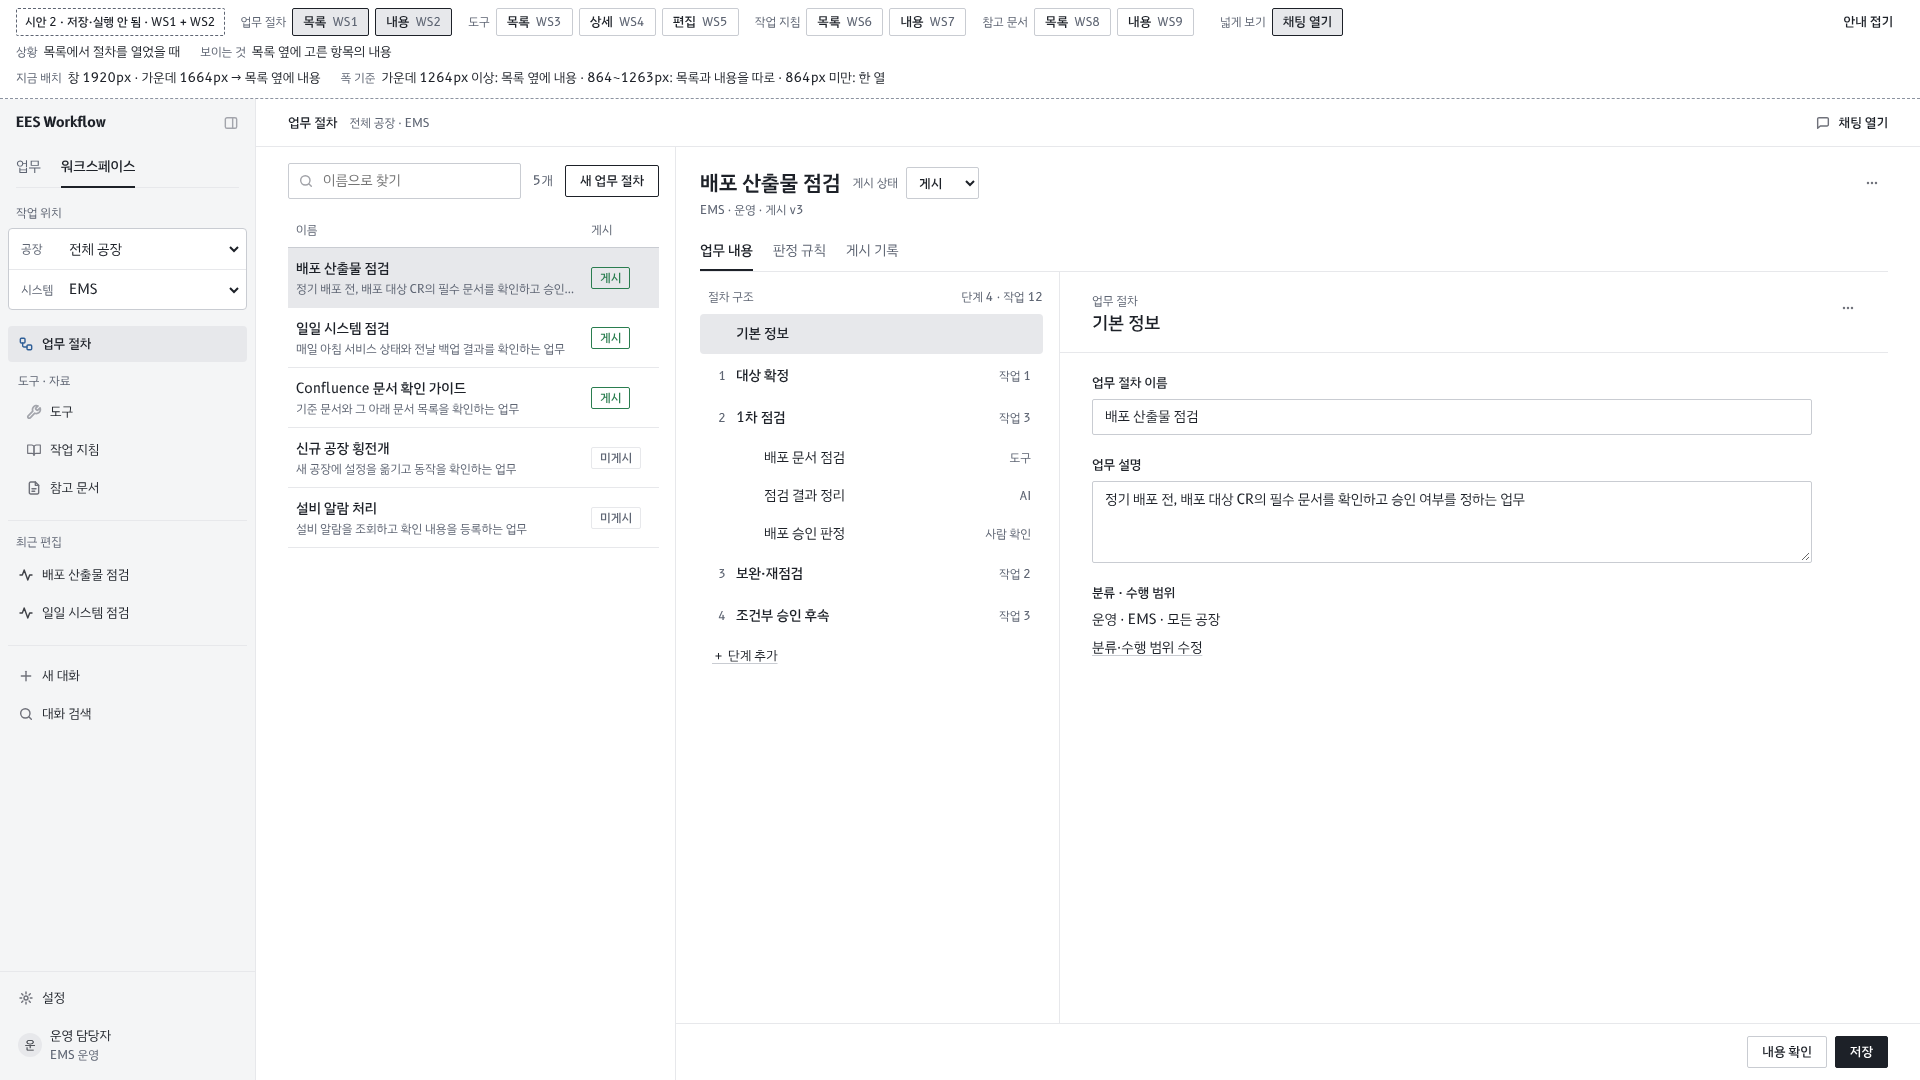 시안 2 · 저장·실행 안 됨 · WS1 + WS2 업무 절차 목록 WS1 내용 WS2 도구 목록 WS3 상세 WS4 편집 WS5 작업 지침 목록 WS6 내용 WS7 참고 문서 목록 WS8 내용 WS9 넓게 보기 채팅 열기 안내 접기
상황 목록에서 절차를 열었을 때 보이는 것 목록 옆에 고른 항목의 내용
지금 배치 창 1920px · 가운데 1664px → 목록 옆에 내용 폭 기준 가운데 1264px 이상: 목록 옆에 내용 · 864~1263px: 목록과 내용을 따로 · 864px 미만: 한 열
EES Workflow
업무 워크스페이스
작업 위치
공장 전체 공장
시스템 EMS
업무 절차
도구 · 자료
도구
작업 지침
참고 문서
최근 편집
배포 산출물 점검
일일 시스템 점검
새 대화
대화 검색
설정
운 운영 담당자
EMS 운영
업무 절차 전체 공장 · EMS
채팅 열기
이름으로 찾기 5개 새 업무 절차
이름 게시
배포 산출물 점검 게시
정기 배포 전, 배포 대상 CR의 필수 문서를 확인하고 승인...
일일 시스템 점검 게시
매일 아침 서비스 상태와 전날 백업 결과를 확인하는 업무
Confluence 문서 확인 가이드 게시
기준 문서와 그 아래 문서 목록을 확인하는 업무
신규 공장 횡전개 미게시
새 공장에 설정을 옮기고 동작을 확인하는 업무
설비 알람 처리 미게시
설비 알람을 조회하고 확인 내용을 등록하는 업무
배포 산출물 점검 게시 상태 게시 ...
EMS · 운영 · 게시 v3
업무 내용 판정 규칙 게시 기록
절차 구조 단계 4 · 작업 12
기본 정보
1 대상 확정 작업 1
2 1차 점검 작업 3
배포 문서 점검 도구
점검 결과 정리 AI
배포 승인 판정 사람 확인
3 보완·재점검 작업 2
4 조건부 승인 후속 작업 3
+ 단계 추가
업무 절차 ...
기본 정보
업무 절차 이름
배포 산출물 점검
업무 설명
정기 배포 전, 배포 대상 CR의 필수 문서를 확인하고 승인 여부를 정하는 업무
분류 · 수행 범위
운영 · EMS · 모든 공장
분류·수행 범위 수정
내용 확인 저장